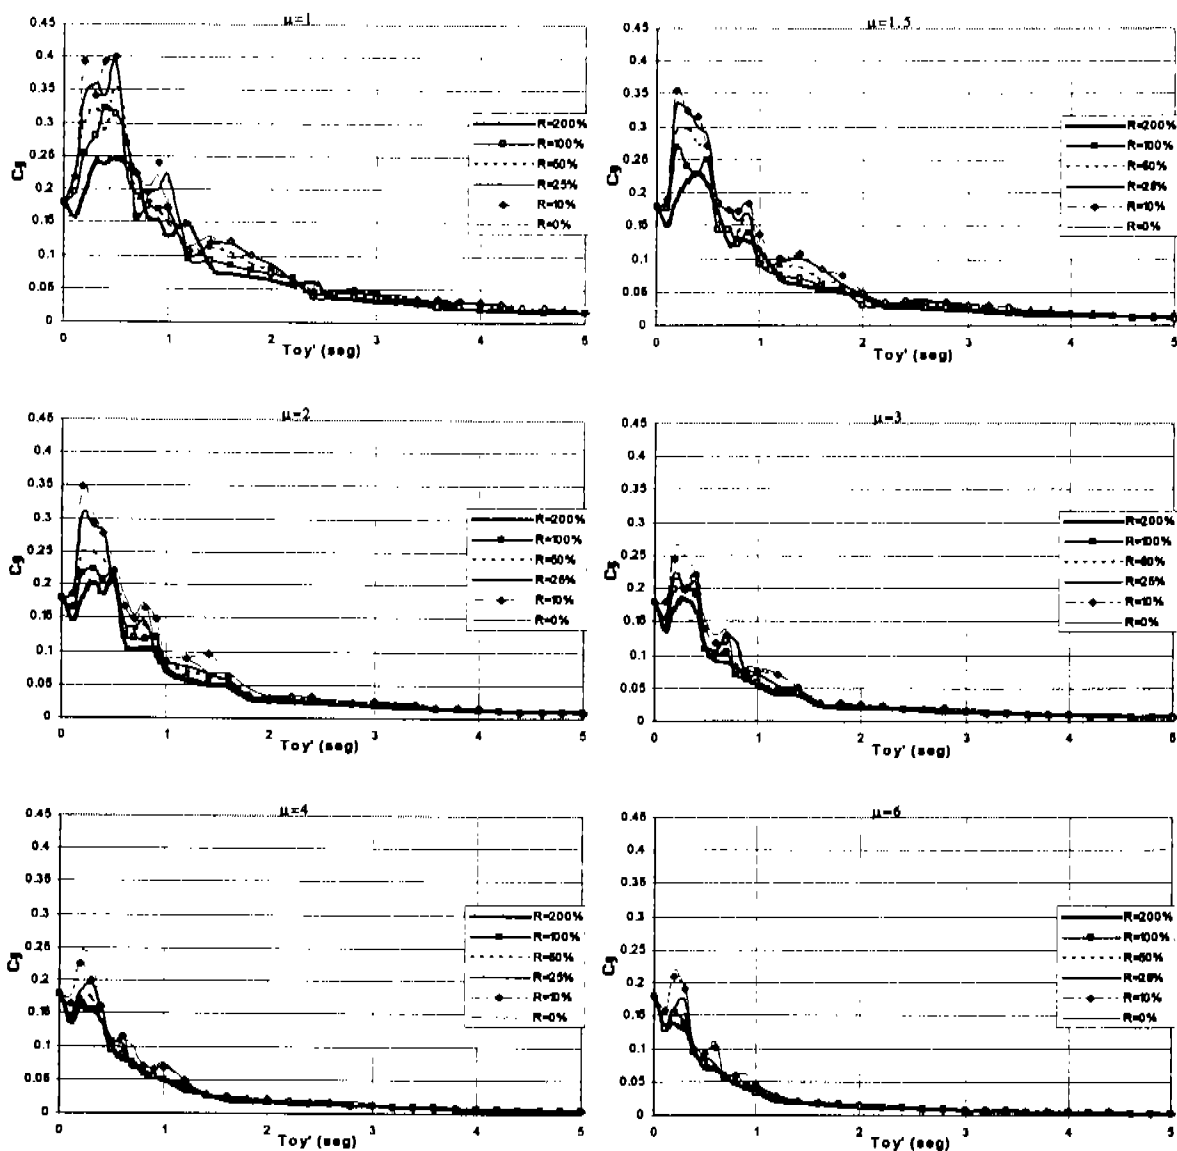 μ=1
0.45
0.4
0.35
0.3
0.25
0.2
0.15
0.1
0.05
0
Cg
R=200%
R=100%
R=50%
R=25%
R=10%
R=0%
0 1 2 3 4 5
Toy' (seg)
μ=1.5
0.45
0.4
0.35
0.3
0.25
0.2
0.15
0.1
0.05
0
Cg
R=200%
R=100%
R=50%
R=25%
R=10%
R=0%
0 1 2 3 4 5
Toy' (seg)
μ=2
0.45
0.4
0.35
0.3
0.25
0.2
0.15
0.1
0.05
0
Cg
R=200%
R=100%
R=50%
R=25%
R=10%
R=0%
0 1 2 3 4 5
Toy' (seg)
μ=3
0.45
0.4
0.35
0.3
0.25
0.2
0.15
0.1
0.05
0
Cg
R=200%
R=100%
R=50%
R=25%
R=10%
R=0%
0 1 2 3 4 5
Toy' (seg)
μ=4
0.45
0.4
0.35
0.3
0.25
0.2
0.15
0.1
0.05
0
Cg
R=200%
R=100%
R=50%
R=25%
R=10%
R=0%
0 1 2 3 4 5
Toy' (seg)
μ=6
0.45
0.4
0.35
0.3
0.25
0.2
0.15
0.1
0.05
0
Cg
R=200%
R=100%
R=50%
R=25%
R=10%
R=0%
0 1 2 3 4 5
Toy' (seg)